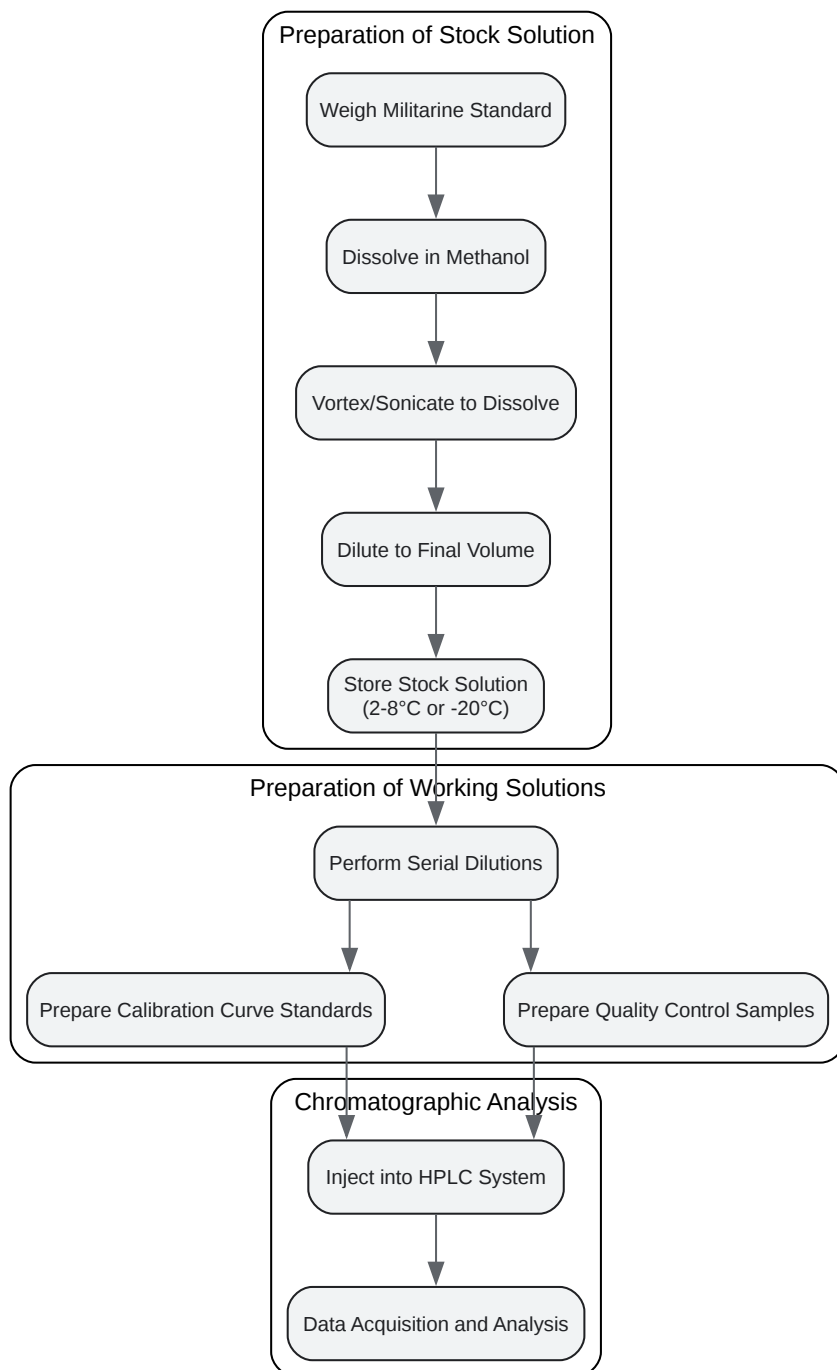 Preparation of Stock Solution
Weigh Militarine Standard
Dissolve in Methanol
Vortex/Sonicate to Dissolve
Dilute to Final Volume
Store Stock Solution
(2-8°C or -20°C)
Preparation of Working Solutions
Perform Serial Dilutions
Prepare Calibration Curve Standards
Prepare Quality Control Samples
Chromatographic Analysis
Inject into HPLC System
Data Acquisition and Analysis